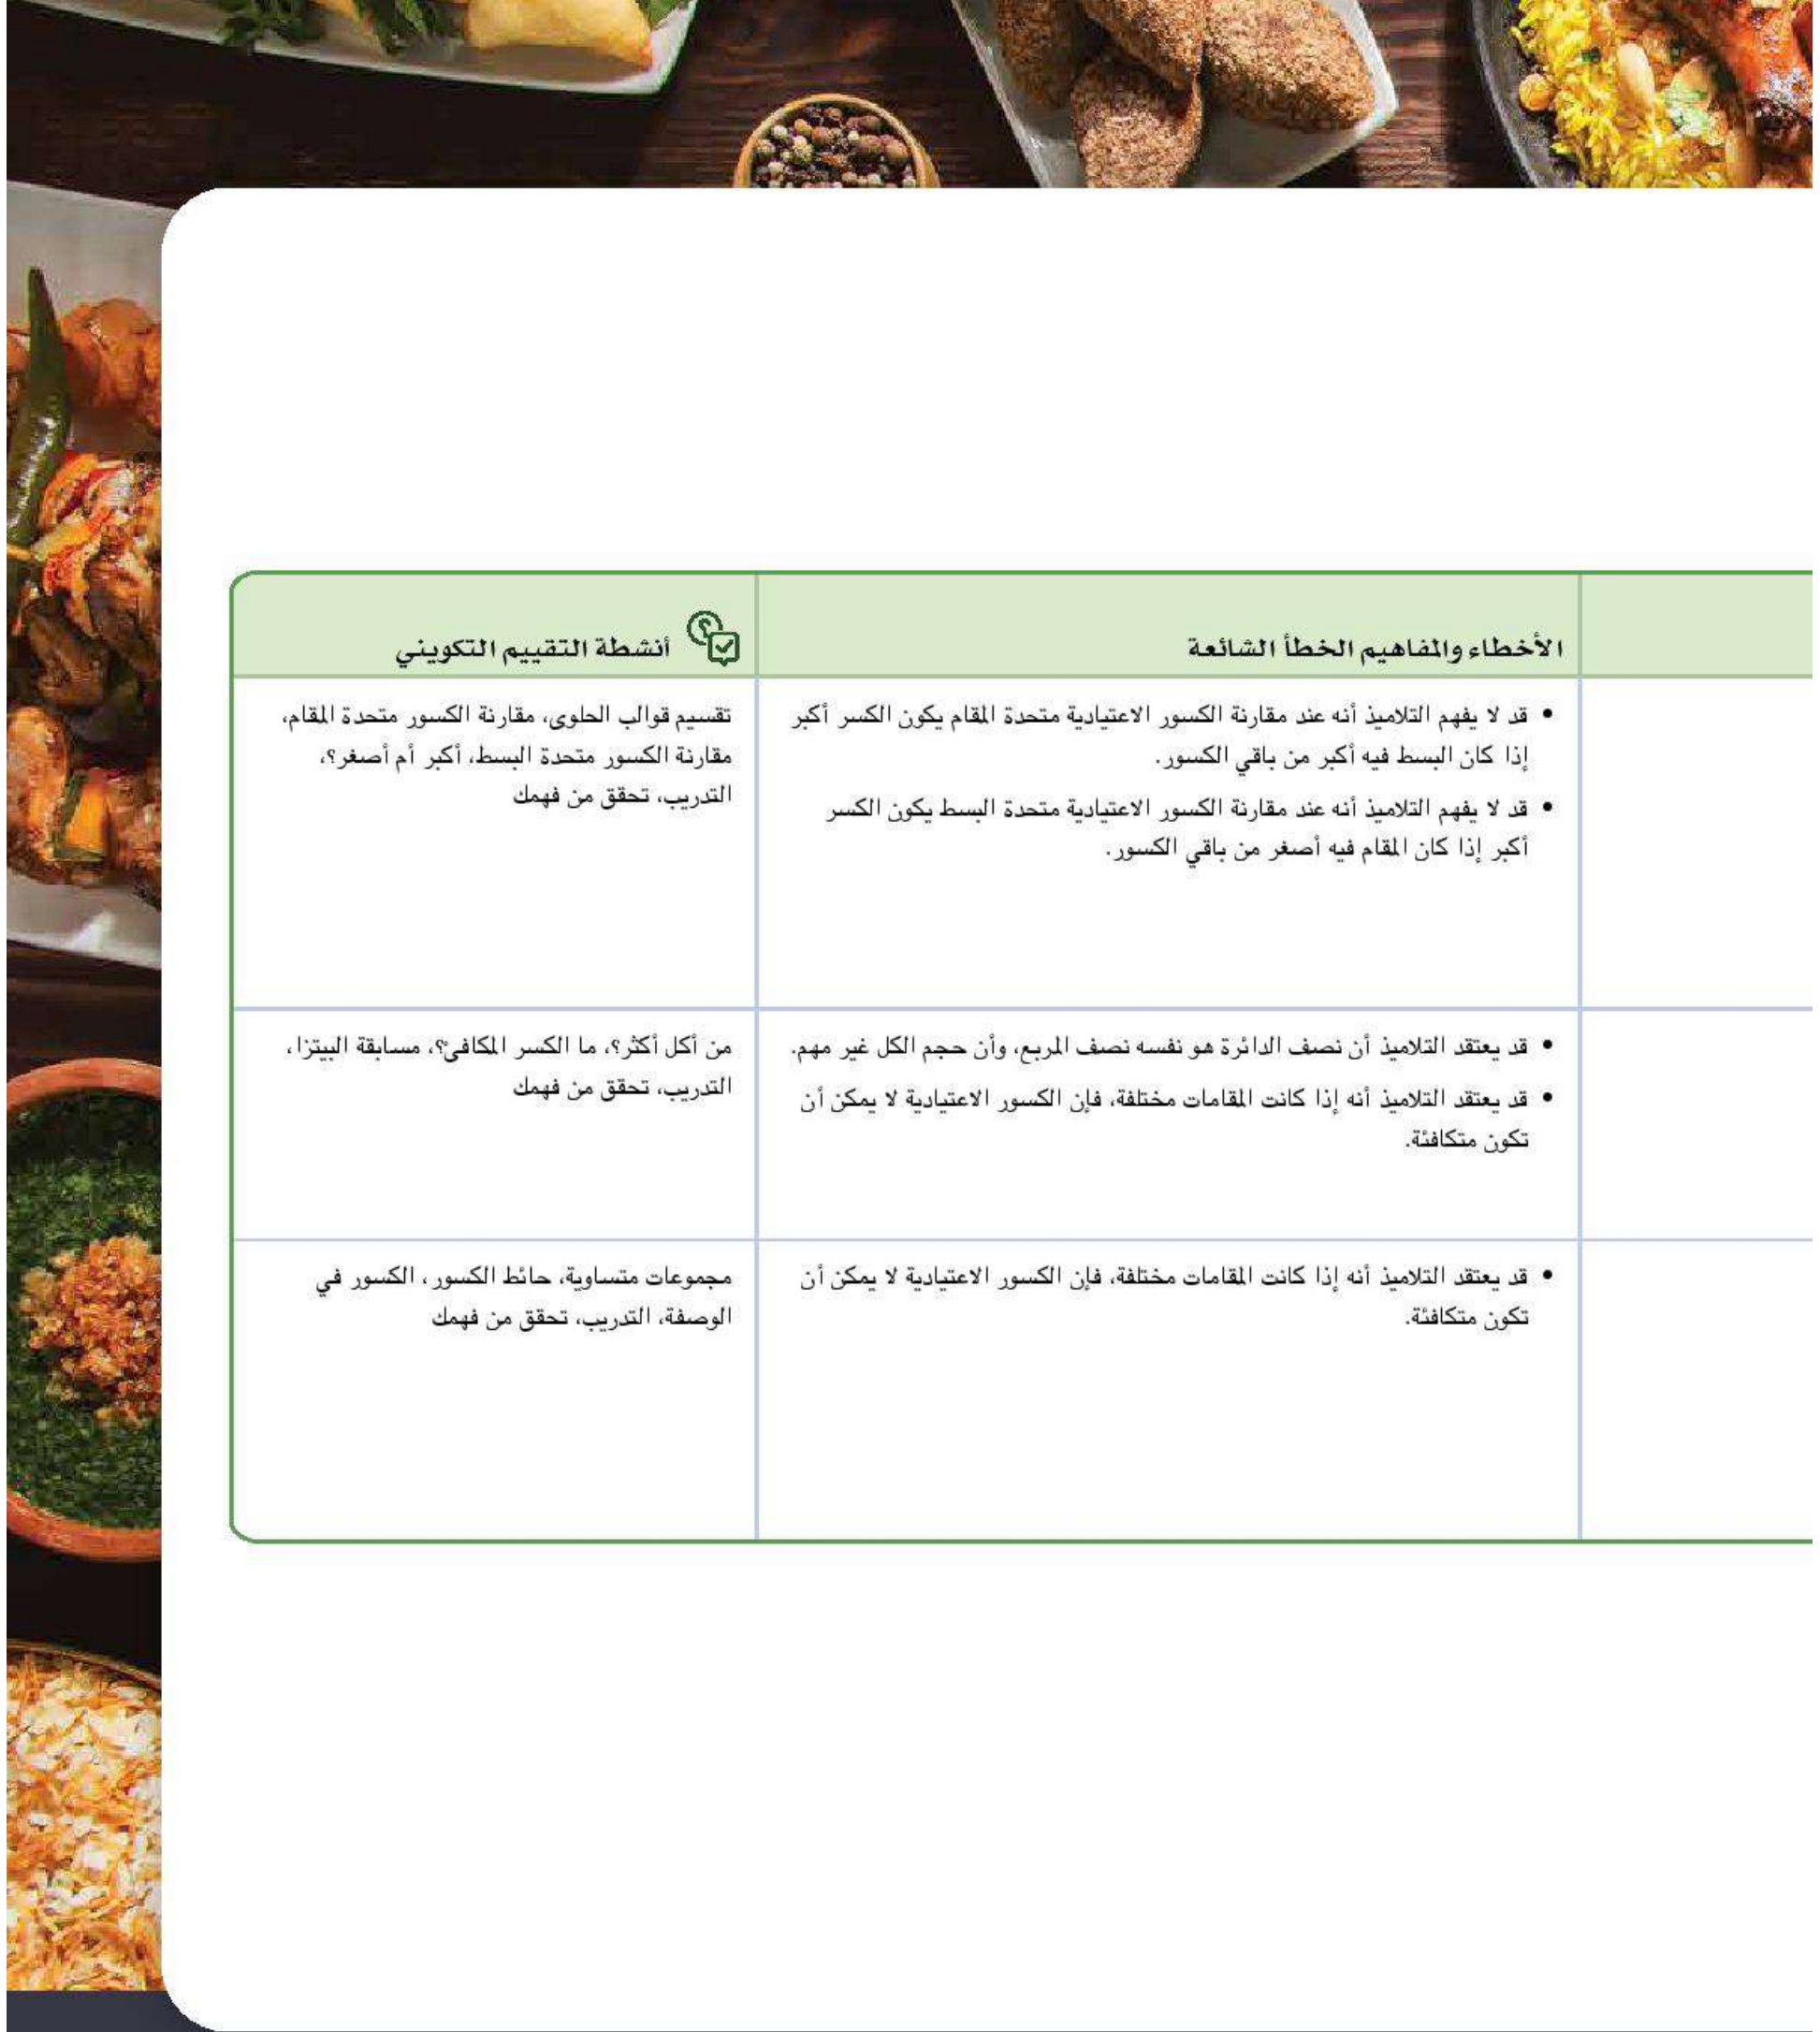 الأخطاء والمفاهيم الخطأ الشائعة
أنشطة التقييم التكويني
• قد لا يفهم التلاميذ أنه عند مقارنة الكسور الاعتيادية متحدة المقام يكون الكسر أكبر
إذا كان البسط فيه أكبر من باقي الكسور.
• قد لا يفهم التلاميذ أنه عند مقارنة الكسور الاعتيادية متحدة البسط يكون الكسر
أكبر إذا كان المقام فيه أصغر من باقي الكسور.
تقسيم قوالب الحلوى، مقارنة الكسور متحدة المقام،
مقارنة الكسور متحدة البسط، أكبر أم أصغر؟،
التدريب، تحقق من فهمك
• قد يعتقد التلاميذ أن نصف الدائرة هو نفسه نصف المربع، وأن حجم الكل غير مهم.
• قد يعتقد التلاميذ أنه إذا كانت المقامات مختلفة، فإن الكسور الاعتيادية لا يمكن أن
تكون متكافئة.
من أكل أكثر؟، ما الكسر المكافئ؟، مسابقة البيتزا،
التدريب، تحقق من فهمك
• قد يعتقد التلاميذ أنه إذا كانت المقامات مختلفة، فإن الكسور الاعتيادية لا يمكن أن
تكون متكافئة.
مجموعات متساوية، حائط الكسور، الكسور في
الوصفة، التدريب، تحقق من فهمك